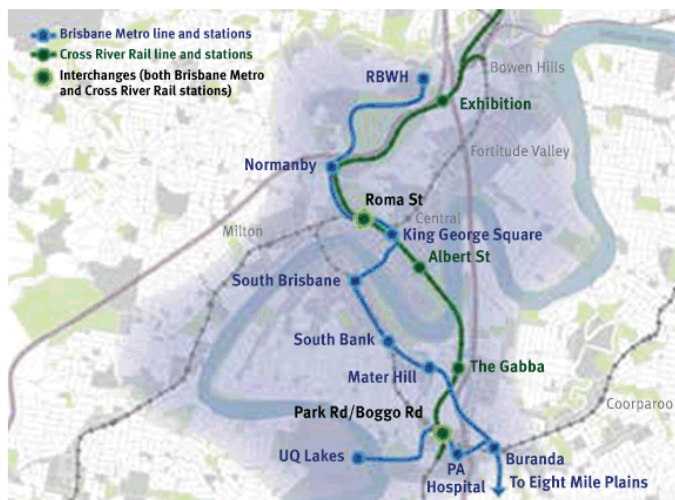 Brisbane Metro line and stations
Cross River Rail line and stations
Interchanges (both Brisbane Metro
and Cross River Rail stations)
RBWH
Bowen Hills
Exhibition
Fortitude Valley
Normanby
Roma St
Central
Milton
King George Square
Albert St
South Brisbane
South Bank
The Gabba
Mater Hill
Coorparoo
Park Rd/Boggo Rd
UQ Lakes
PA
Hospital
Buranda
To Eight Mile Plains